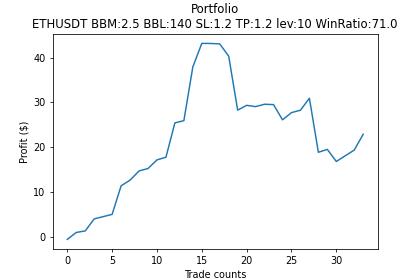 Portfolio
ETHUSDT BBM:2.5 BBL:140 SL:1.2 TP:1.2 lev:10 WinRatio:71.0
40
30
20
10
0
Profit ($)
0 5 10 15 20 25 30
Trade counts